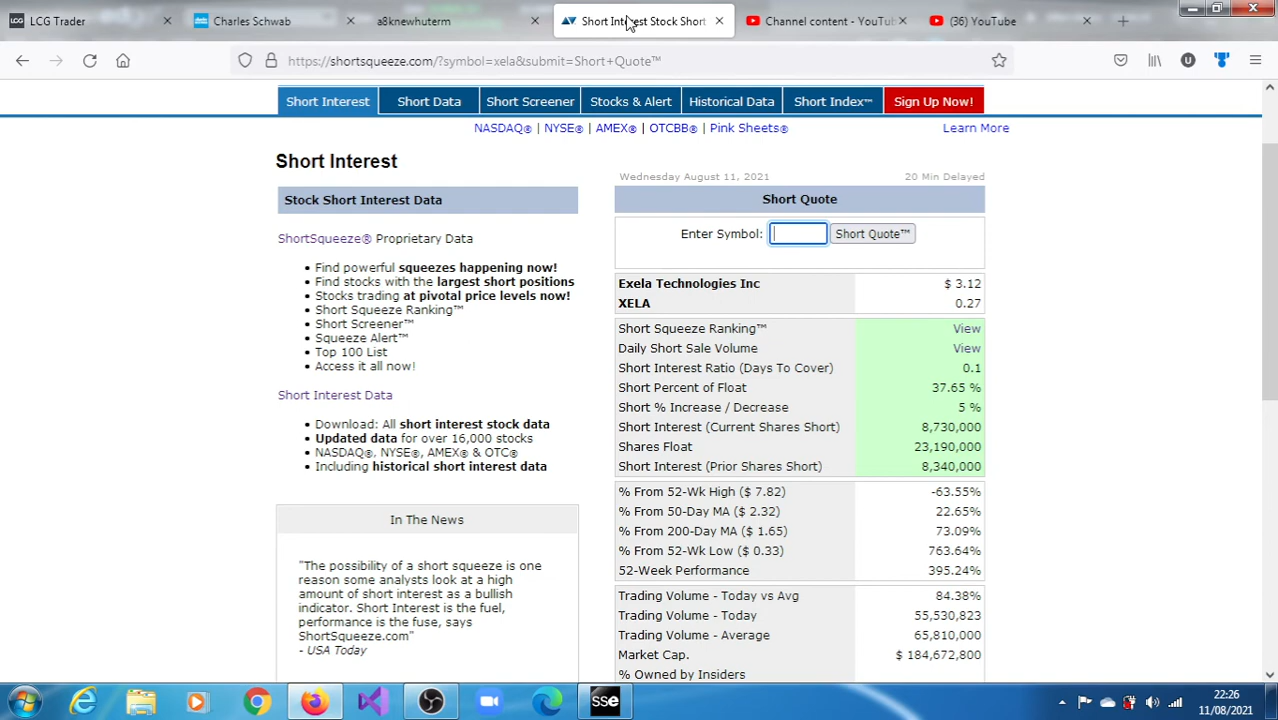 LCG Trader
Charles Schwab
a8knewhuterm
Short Interest Stock Short
Channel content - YouTub
(36) YouTube
https://shortsqueeze.com/?symbol=xela&submit=Short+Quote™
Short Interest
Short Data
Short Screener
Stocks & Alert
Historical Data
Short Index™
Sign Up Now!
NASDAQ® | NYSE® | AMEX® | OTCBB® | Pink Sheets®
Learn More
Short Interest
Stock Short Interest Data
ShortSqueeze® Proprietary Data
• Find powerful squeezes happening now!
• Find stocks with the largest short positions
• Stocks trading at pivotal price levels now!
• Short Squeeze Ranking™
• Short Screener™
• Squeeze Alert™
• Top 100 List
• Access it all now!
Short Interest Data
• Download: All short interest stock data
• Updated data for over 16,000 stocks
• NASDAQ®, NYSE®, AMEX® & OTC®
• Including historical short interest data
In The News
"The possibility of a short squeeze is one
reason some analysts look at a high
amount of short interest as a bullish
indicator. Short Interest is the fuel,
performance is the fuse, says
ShortSqueeze.com"
- USA Today
Wednesday August 11, 2021
20 Min Delayed
Short Quote
Enter Symbol:
Short Quote™
Exela Technologies Inc $ 3.12
XELA 0.27
Short Squeeze Ranking™ View
Daily Short Sale Volume View
Short Interest Ratio (Days To Cover) 0.1
Short Percent of Float 37.65 %
Short % Increase / Decrease 5 %
Short Interest (Current Shares Short) 8,730,000
Shares Float 23,190,000
Short Interest (Prior Shares Short) 8,340,000
% From 52-Wk High ($ 7.82) -63.55%
% From 50-Day MA ($ 2.32) 22.65%
% From 200-Day MA ($ 1.65) 73.09%
% From 52-Wk Low ($ 0.33) 763.64%
52-Week Performance 395.24%
Trading Volume - Today vs Avg 84.38%
Trading Volume - Today 55,530,823
Trading Volume - Average 65,810,000
Market Cap. $ 184,672,800
% Owned by Insiders
SSe
22:26
11/08/2021